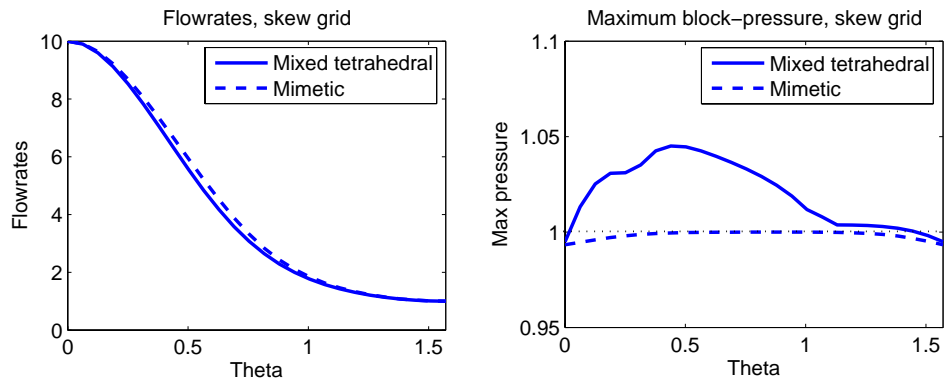 Flowrates, skew grid
10
8
6
4
2
0
Flowrates
Mixed tetrahedral
Mimetic
0
0.5
1
1.5
Theta
Maximum block−pressure, skew grid
1.1
1.05
1
0.95
Max pressure
Mixed tetrahedral
Mimetic
0
0.5
1
1.5
Theta